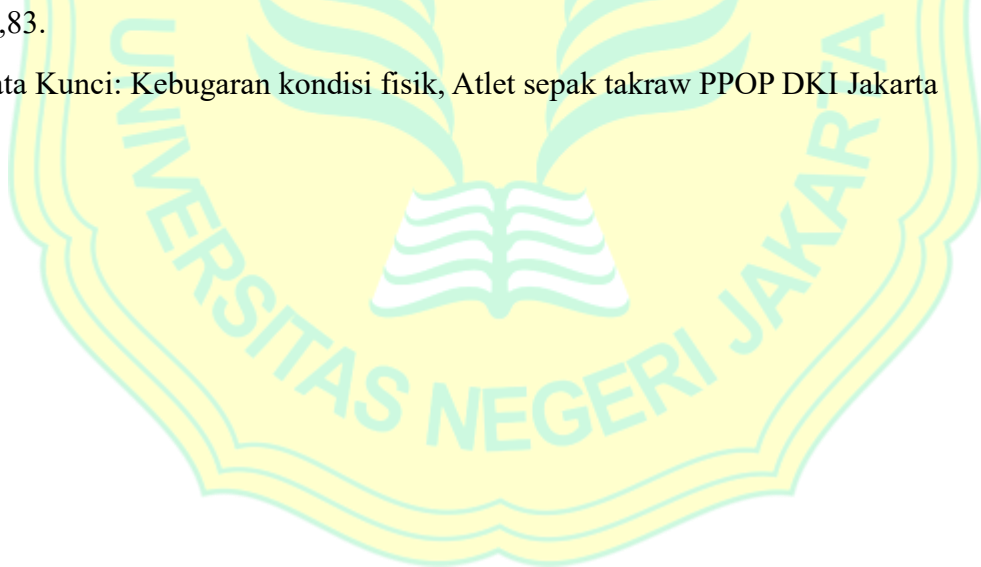 ,83.
ata Kunci: Kebugaran kondisi fisik, Atlet sepak takraw PPOP DKI Jakarta
UNIVERSITAS NEGERI JAKARTA